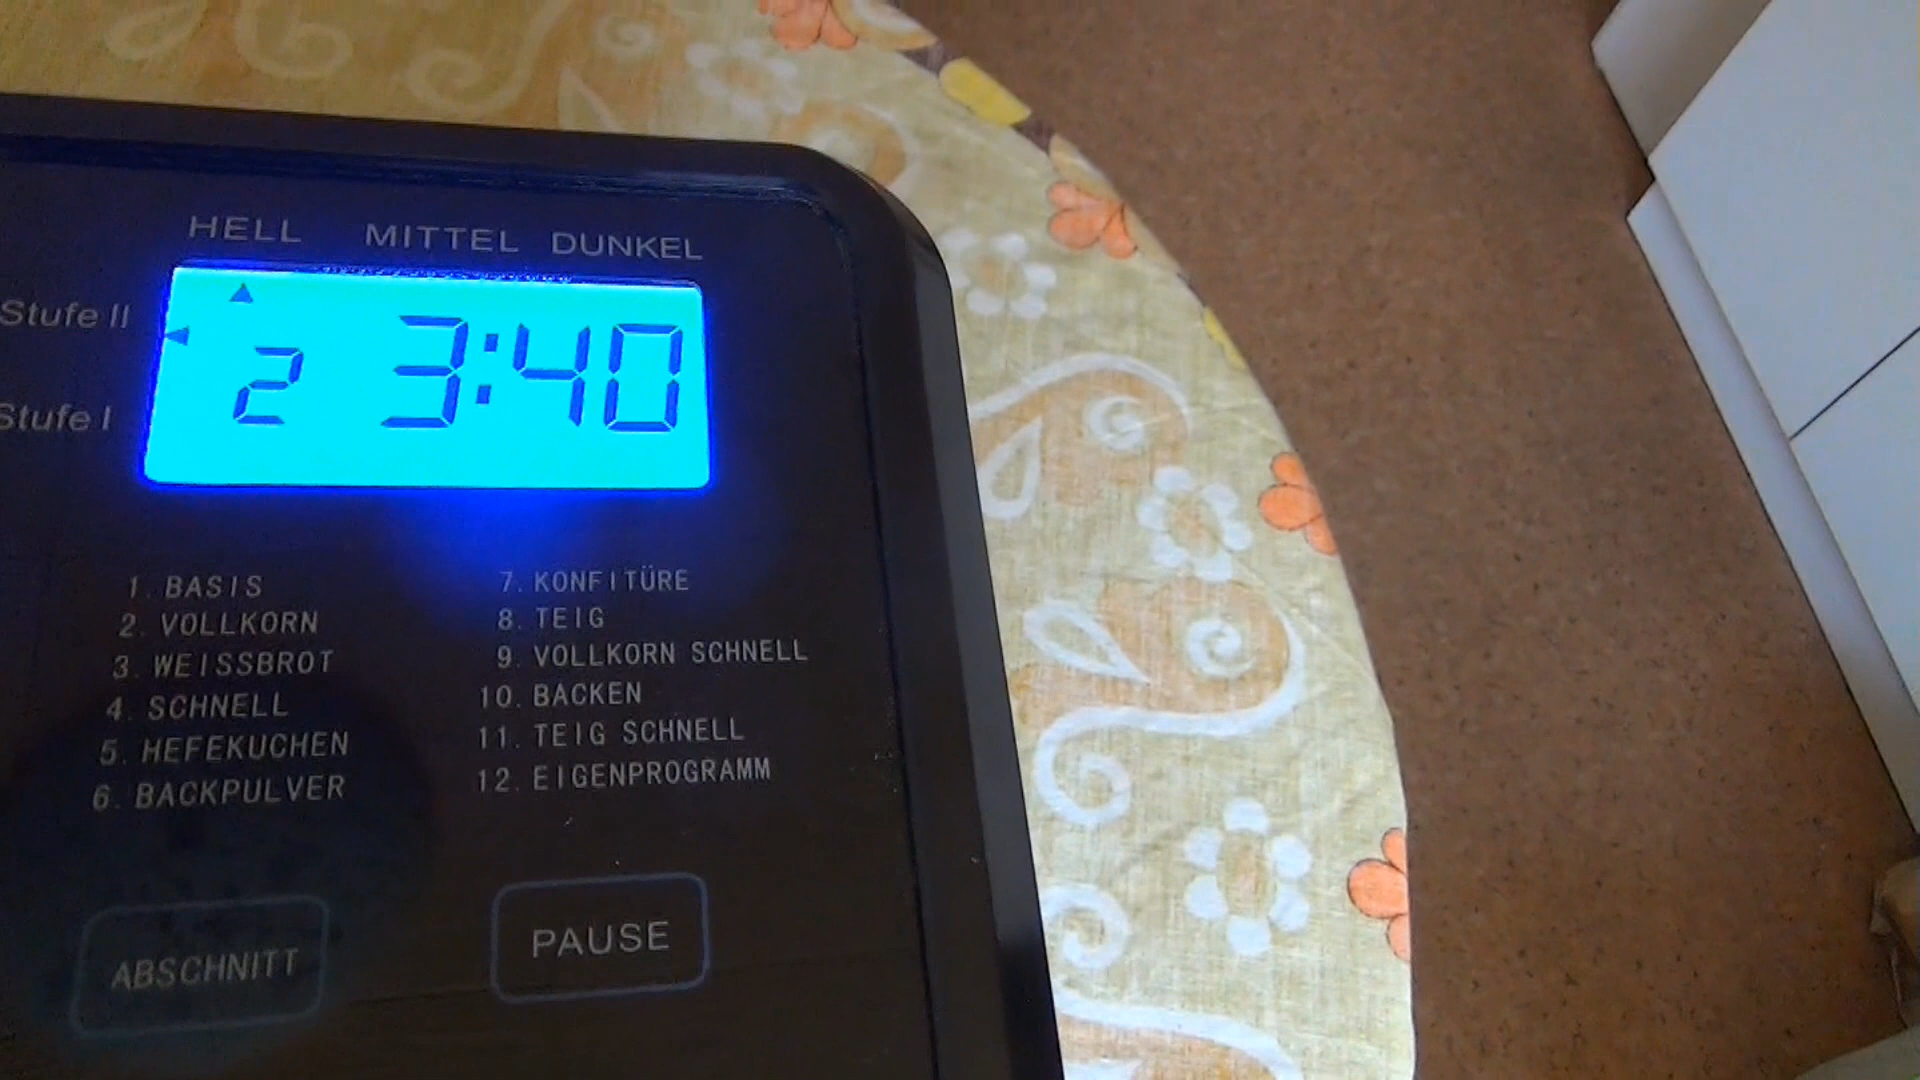 HELL MITTEL DUNKEL
Stufe II
2 3:40
Stufe I
1. BASIS
2. VOLLKORN
3. WEISSBROT
4. SCHNELL
5. HEFEKUCHEN
6. BACKPULVER
7. KONFITÜRE
8. TEIG
9. VOLLKORN SCHNELL
10. BACKEN
11. TEIG SCHNELL
12. EIGENPROGRAMM
ABSCHNITT
PAUSE